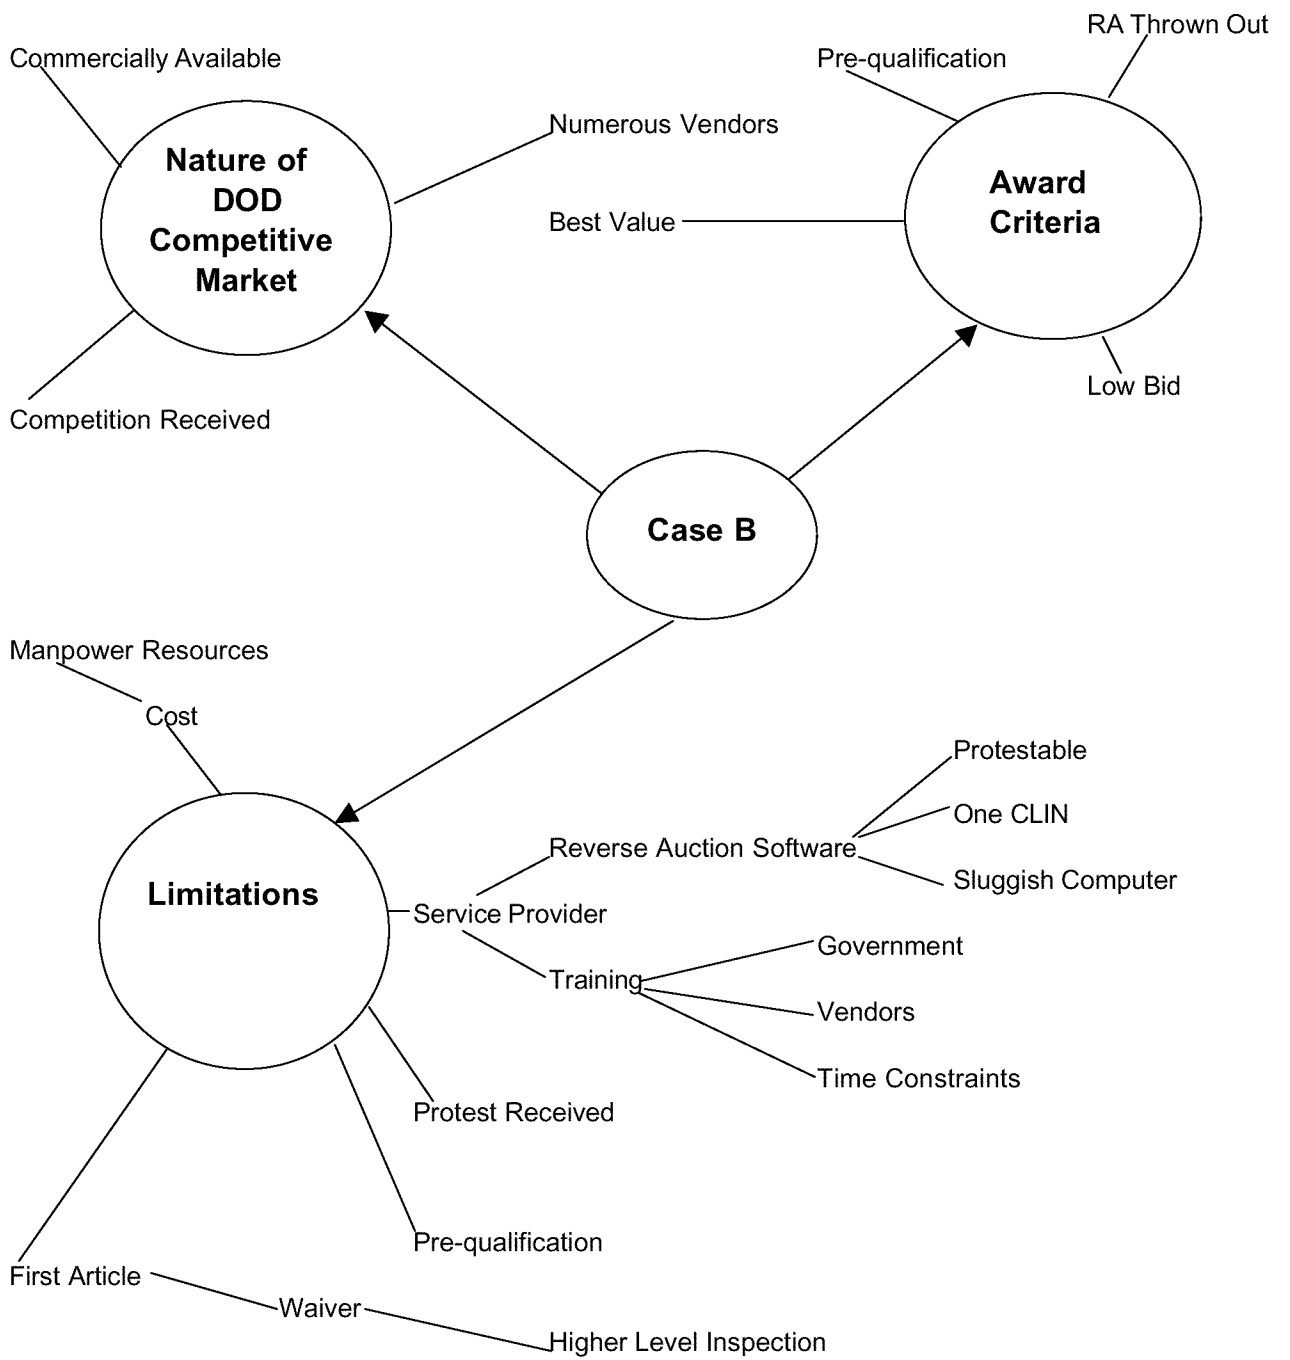 RA Thrown Out
Commercially Available
Pre-qualification
Numerous Vendors
Nature of
DOD
Competitive
Market
Award
Criteria
Best Value
Low Bid
Competition Received
Case B
Manpower Resources
Cost
Protestable
One CLIN
Reverse Auction Software
Sluggish Computer
Limitations
Service Provider
Government
Training
Vendors
Time Constraints
Protest Received
Pre-qualification
First Article
Waiver
Higher Level Inspection